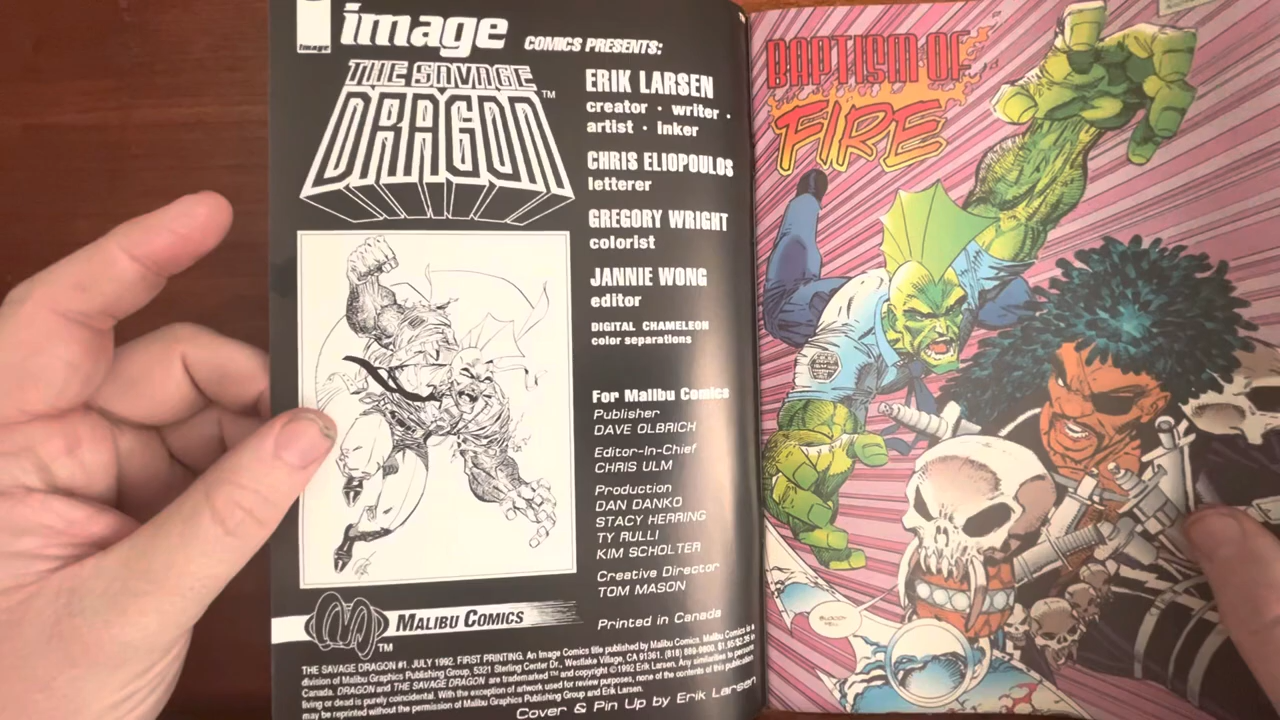 image
Image
COMICS PRESENTS:
THE SAVAGE
DRAGON™
ERIK LARSEN
creator · writer ·
artist · Inker
CHRIS ELIOPOULOS
letterer
GREGORY WRIGHT
colorist
JANNIE WONG
editor
DIGITAL CHAMELEON
color separations
For Malibu Comics
Publisher
DAVE OLBRICH
Editor-In-Chief
CHRIS ULM
Production
DAN DANKO
STACY HERRING
TY RULLI
KIM SCHOLTER
Creative Director
TOM MASON
Printed in Canada
MALIBU COMICS
TM
THE SAVAGE DRAGON #1. JULY 1992. FIRST PRINTING. An Image Comics title published by Malibu Comics. Malibu Comics is a
division of Malibu Graphics Publishing Group, 5321 Sterling Center Dr., Westlake Village, CA 91361. (818) 889-9800. $1.95/$2.35 in
Canada. DRAGON and THE SAVAGE DRAGON are trademarked ™ and copyright ©1992 Erik Larsen. Any similarities to persons
living or dead is purely coincidental. With the exception of artwork used for review purposes, none of the contents of this publication
may be reprinted without the permission of Malibu Graphics Publishing Group and Erik Larsen.
Cover & Pin Up by Erik Larsen
BAPTISM OF
FIRE